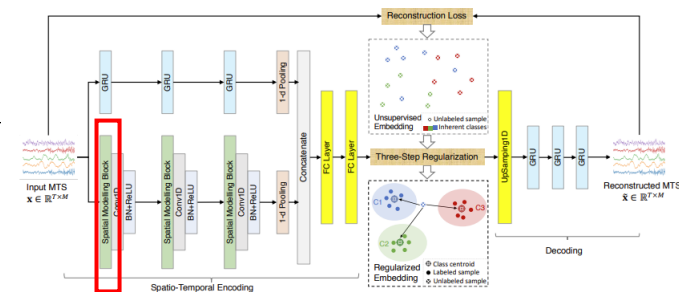 Reconstruction Loss
GRU
GRU
GRU
1-d Pooling
Unsupervised
Embedding
Unlabeled sample
Inherent classes
Input MTS
x ∈ ℝ^{T×M}
Spatial Modelling Block
Conv1D
BN+ReLU
Spatial Modelling Block
Conv1D
BN+ReLU
Spatial Modelling Block
Conv1D
BN+ReLU
1-d Pooling
Concatenate
FC Layer
FC Layer
Three-Step Regularization
C1
C2
C3
Regularized
Embedding
Class centroid
Labeled sample
Unlabeled sample
UpSampling1D
GRU
GRU
GRU
Reconstructed MTS
x̃ ∈ ℝ^{T×M}
Spatio-Temporal Encoding
Decoding